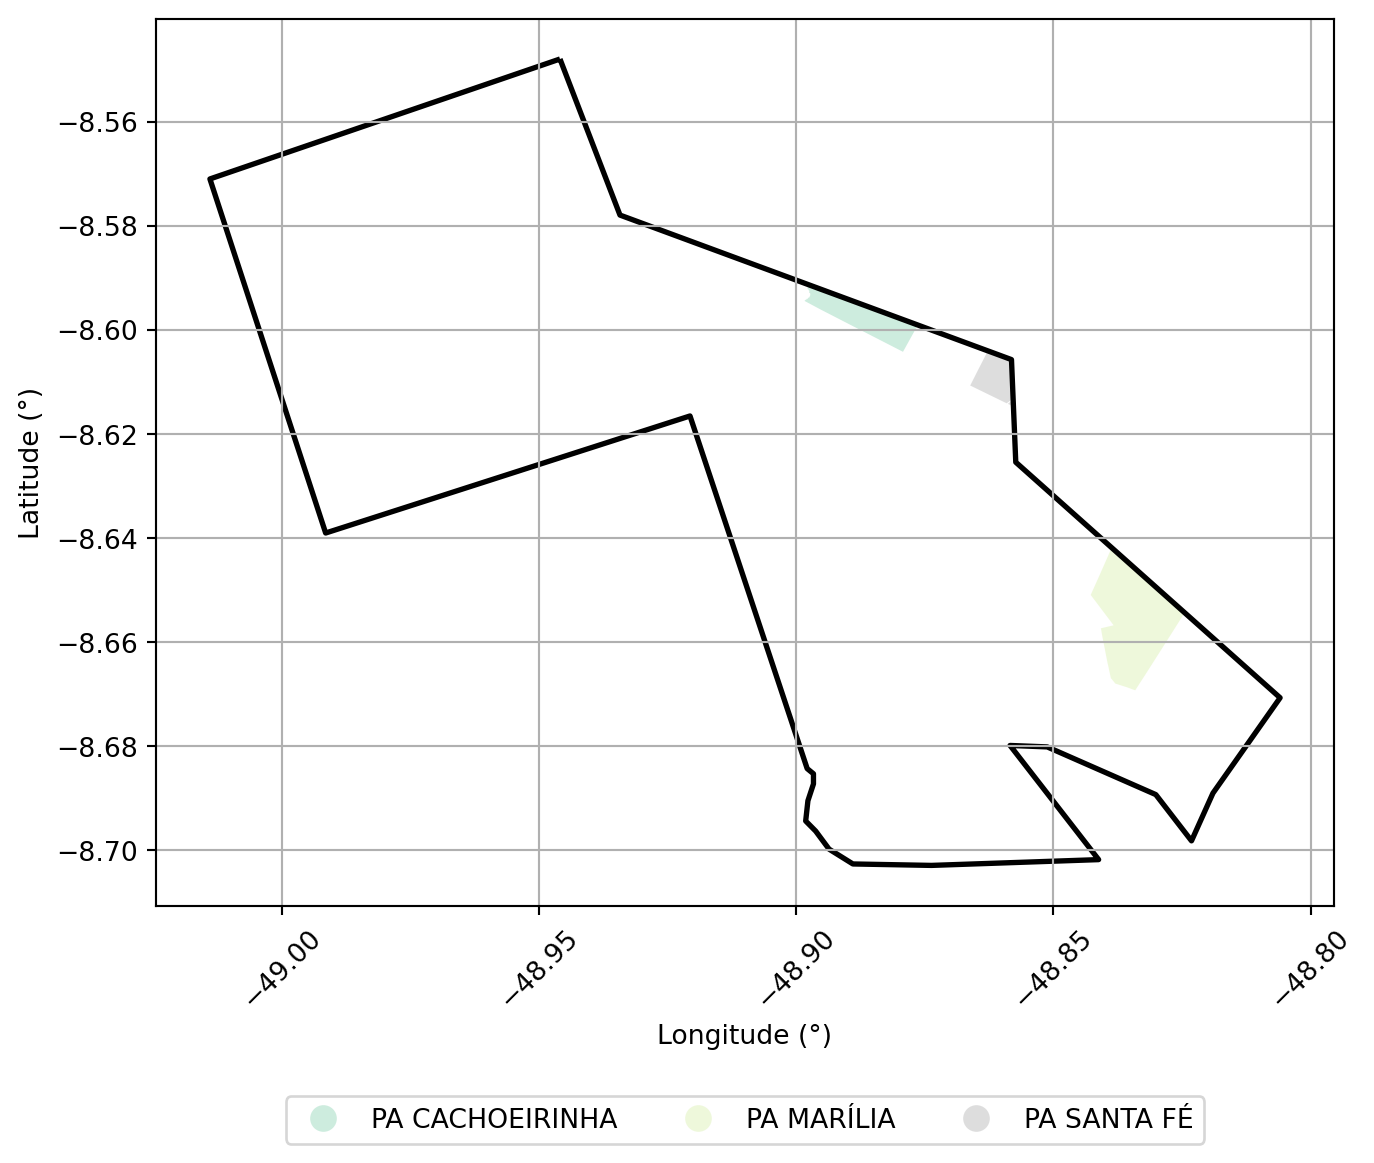 −8.56
−8.58
−8.60
−8.62
−8.64
−8.66
−8.68
−8.70
Latitude (°)
−49.00
−48.95
−48.90
−48.85
−48.80
Longitude (°)
PA CACHOEIRINHA
PA MARÍLIA
PA SANTA FÉ